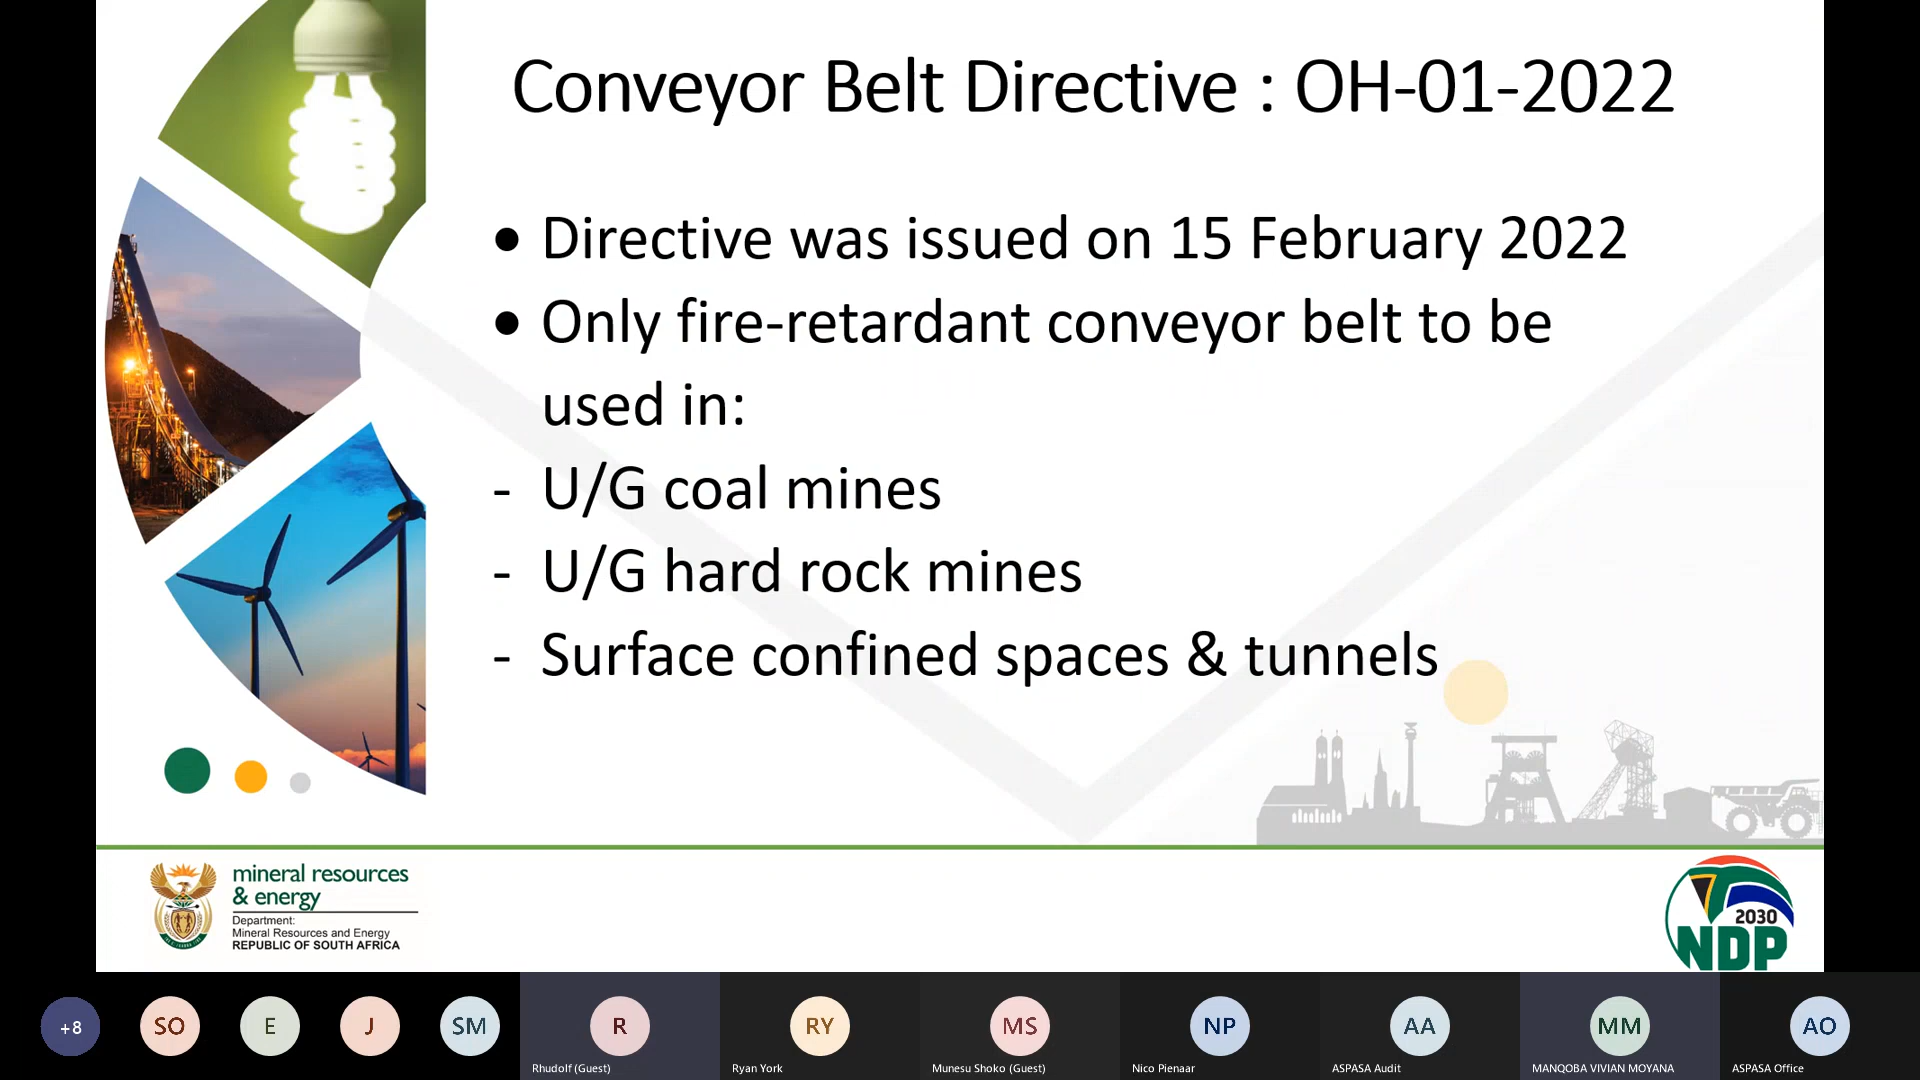 Conveyor Belt Directive : OH-01-2022
• Directive was issued on 15 February 2022
• Only fire-retardant conveyor belt to be
used in:
- U/G coal mines
- U/G hard rock mines
- Surface confined spaces & tunnels
mineral resources
& energy
Department:
Mineral Resources and Energy
REPUBLIC OF SOUTH AFRICA
2030
NDP
+8
SO
E
J
SM
R
RY
MS
NP
AA
MM
AO
Rhudolf (Guest)
Ryan York
Munesu Shoko (Guest)
Nico Pienaar
ASPASA Audit
MANQOBA VIVIAN MOYANA
ASPASA Office